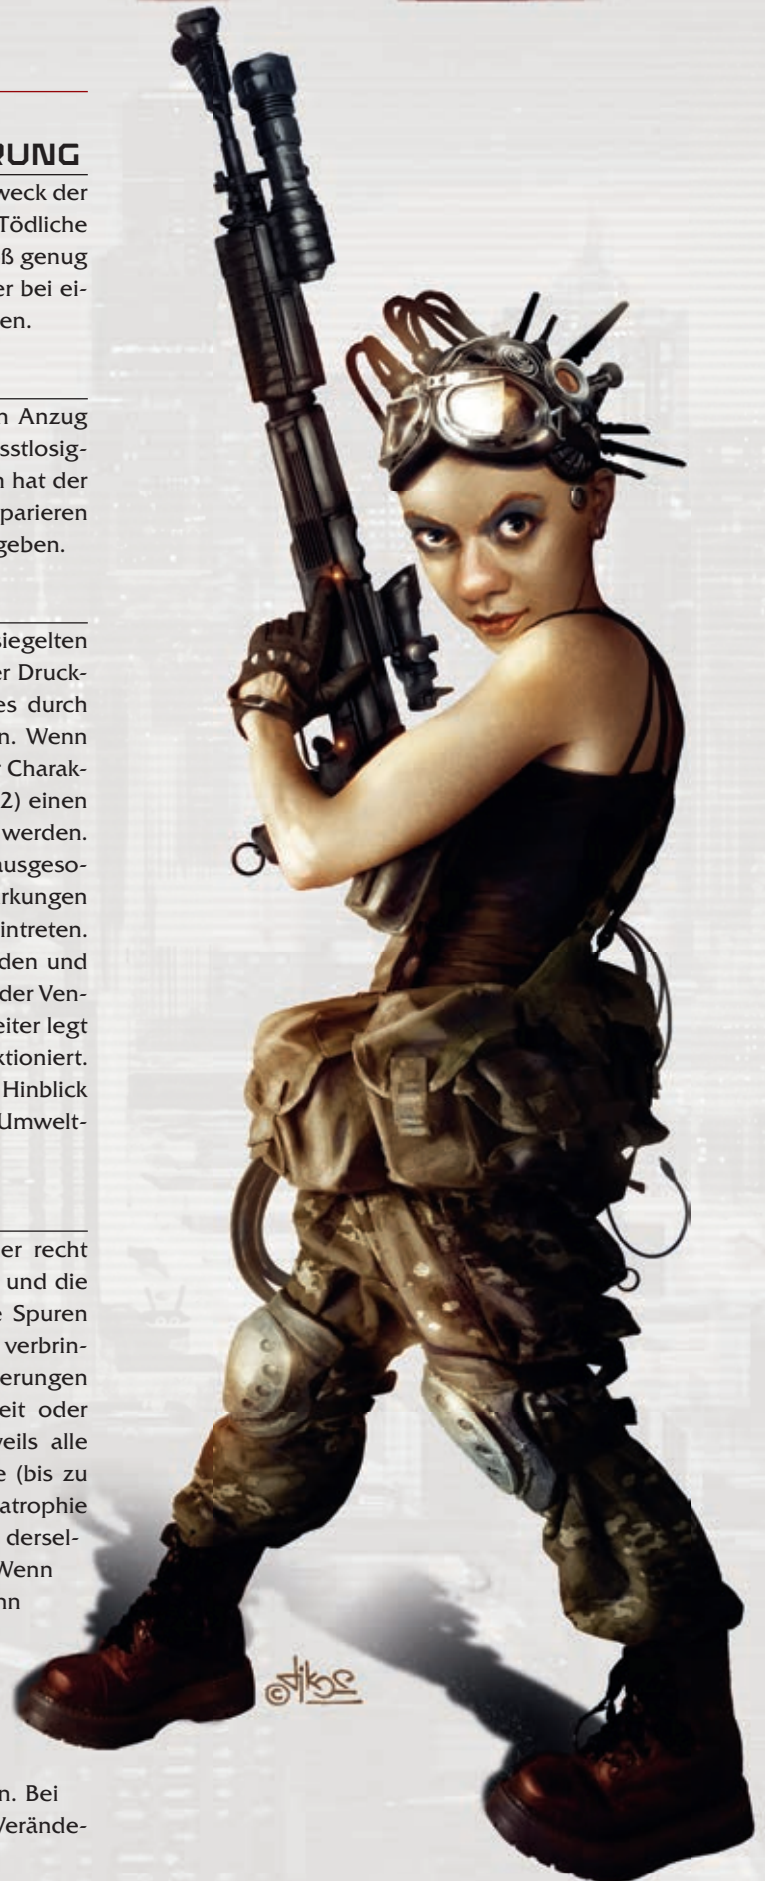 RUNG
weck der
Tödliche
ß genug
er bei ei-
en.
n Anzug
sstlosig-
n hat der
parieren
geben.
siegelten
er Druck-
es durch
n. Wenn
Charak-
2) einen
werden.
ausgeso-
rkungen
intreten.
den und
der Ven-
eiter legt
ktioniert.
Hinblick
Umwelt-
er recht
und die
e Spuren
verbrin-
erungen
eit oder
weils alle
e (bis zu
atrophie
dersel-
Wenn
nn
n. Bei
Verände-
© dikos